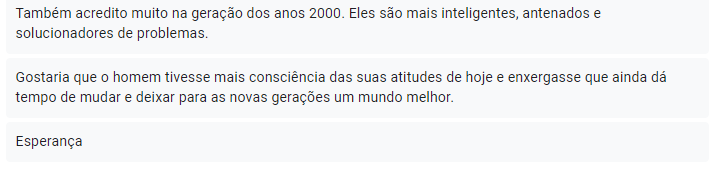 Também acredito muito na geração dos anos 2000. Eles são mais inteligentes, antenados e
solucionadores de problemas.
Gostaria que o homem tivesse mais consciência das suas atitudes de hoje e enxergasse que ainda dá
tempo de mudar e deixar para as novas gerações um mundo melhor.
Esperança